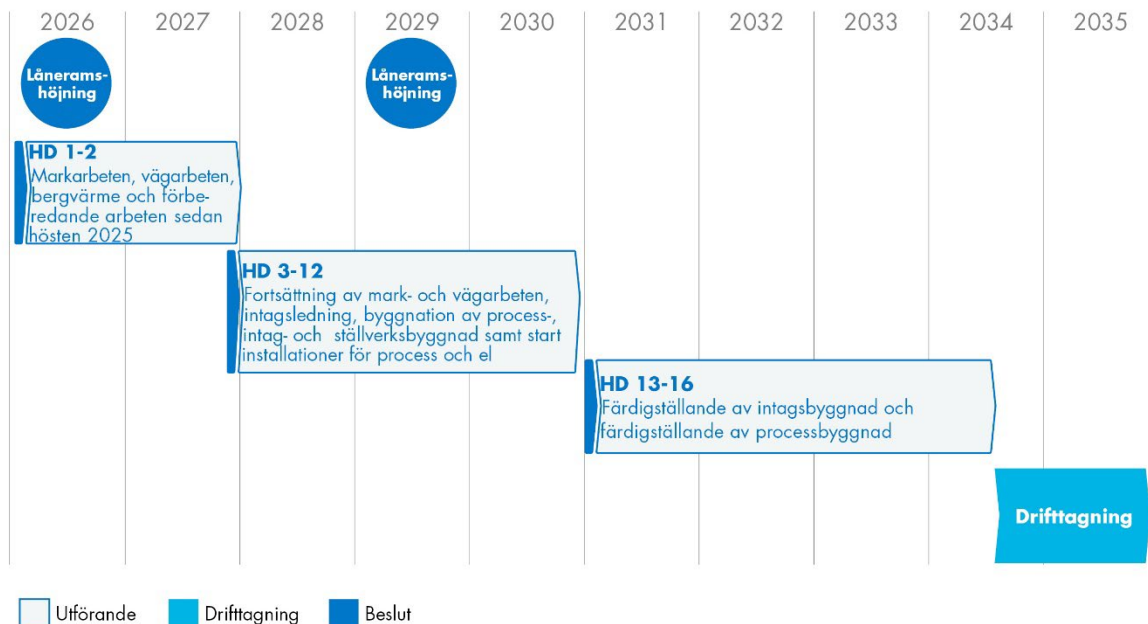 2026 2027 2028 2029 2030 2031 2032 2033 2034 2035
Lånerams-
höjning
Lånerams-
höjning
HD 1-2
Markarbeten, vägarbeten,
bergvärme och förbe-
redande arbeten sedan
hösten 2025
HD 3-12
Fortsättning av mark- och vägarbeten,
intagsledning, byggnation av process-,
intag- och ställverksbyggnad samt start
installationer för process och el
HD 13-16
Färdigställande av intagsbyggnad och
färdigställande av processbyggnad
Drifttagning
Utförande Drifttagning Beslut